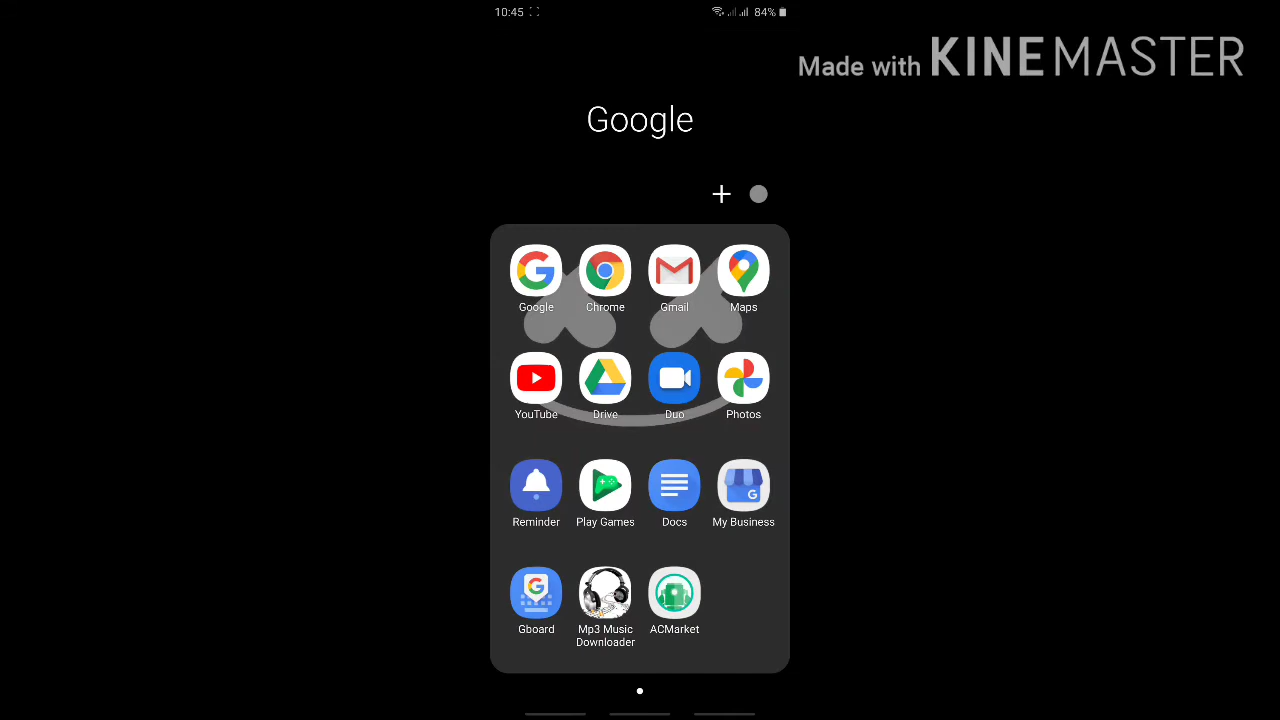 10:45
84%
Made with KINEMASTER
Google
Google Chrome Gmail Maps
YouTube Drive Duo Photos
Reminder Play Games Docs My Business
Gboard Mp3 Music Downloader ACMarket